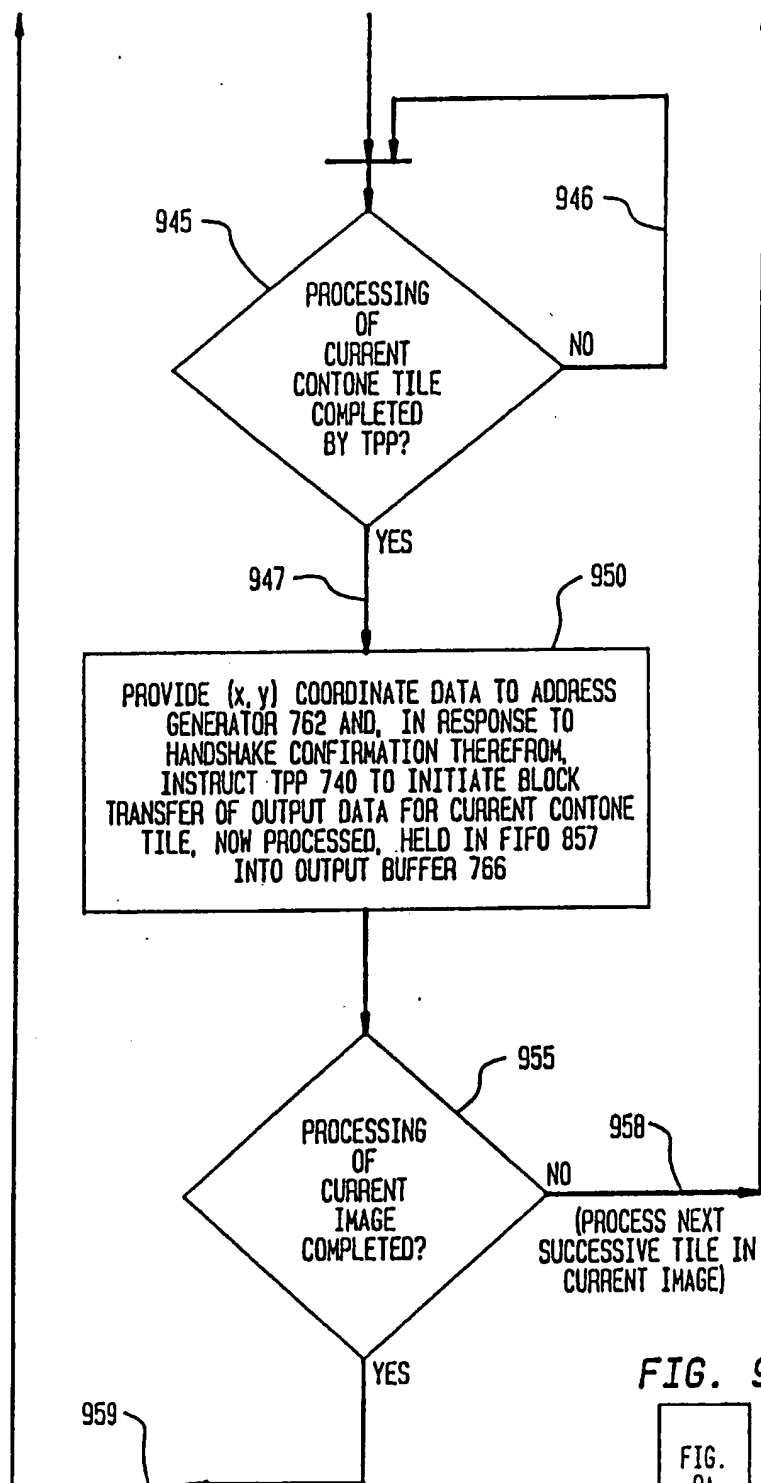 946
945
PROCESSING
OF
CURRENT
CONTONE TILE
COMPLETED
BY TPP?
NO
YES
947
950
PROVIDE (x, y) COORDINATE DATA TO ADDRESS
GENERATOR 762 AND, IN RESPONSE TO
HANDSHAKE CONFIRMATION THEREFROM,
INSTRUCT TPP 740 TO INITIATE BLOCK
TRANSFER OF OUTPUT DATA FOR CURRENT CONTONE
TILE, NOW PROCESSED, HELD IN FIFO 857
INTO OUTPUT BUFFER 766
955
PROCESSING
OF
CURRENT
IMAGE
COMPLETED?
958
NO
(PROCESS NEXT
SUCCESSIVE TILE IN
CURRENT IMAGE)
YES
FIG. 9
959
FIG.